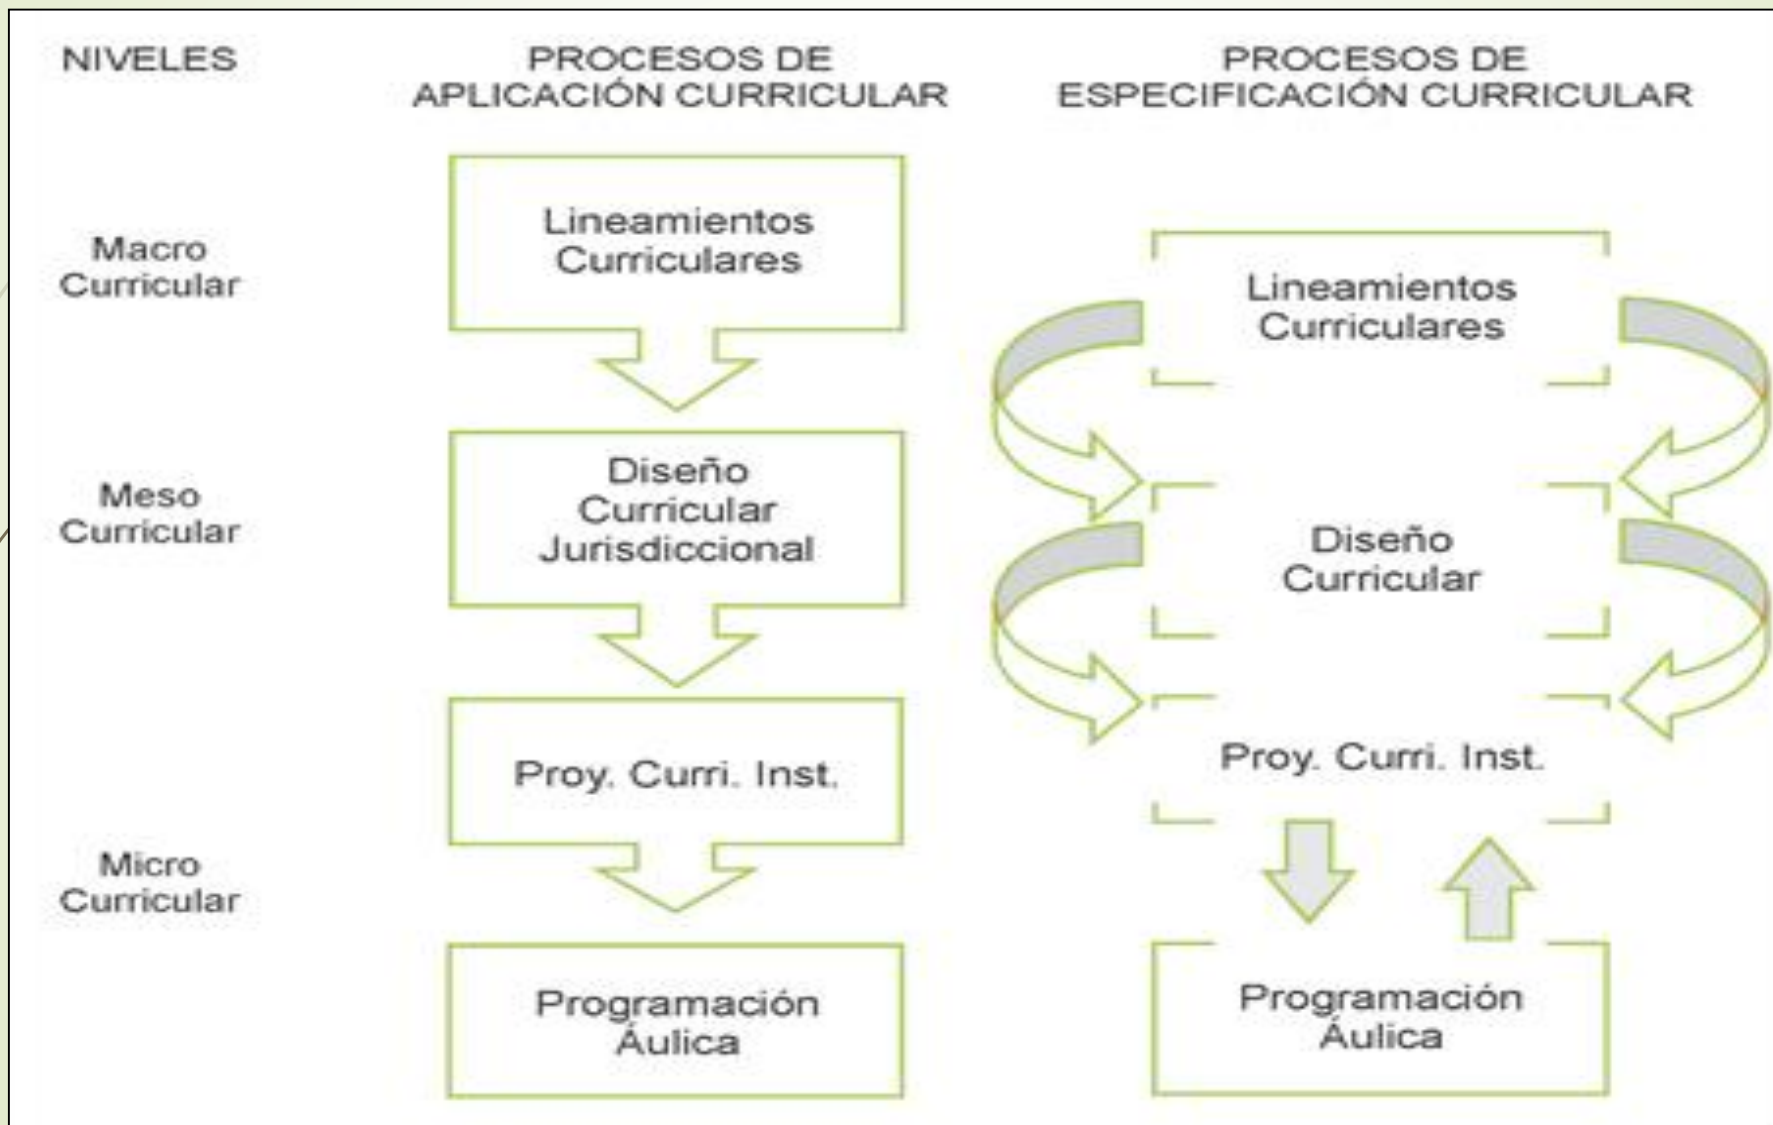 NIVELES
PROCESOS DE
APLICACIÓN CURRICULAR
PROCESOS DE
ESPECIFICACIÓN CURRICULAR
Macro
Curricular
Lineamientos
Curriculares
Lineamientos
Curriculares
Meso
Curricular
Diseño
Curricular
Jurisdiccional
Diseño
Curricular
Micro
Curricular
Proy. Curri. Inst.
Proy. Curri. Inst.
Programación
Áulica
Programación
Áulica